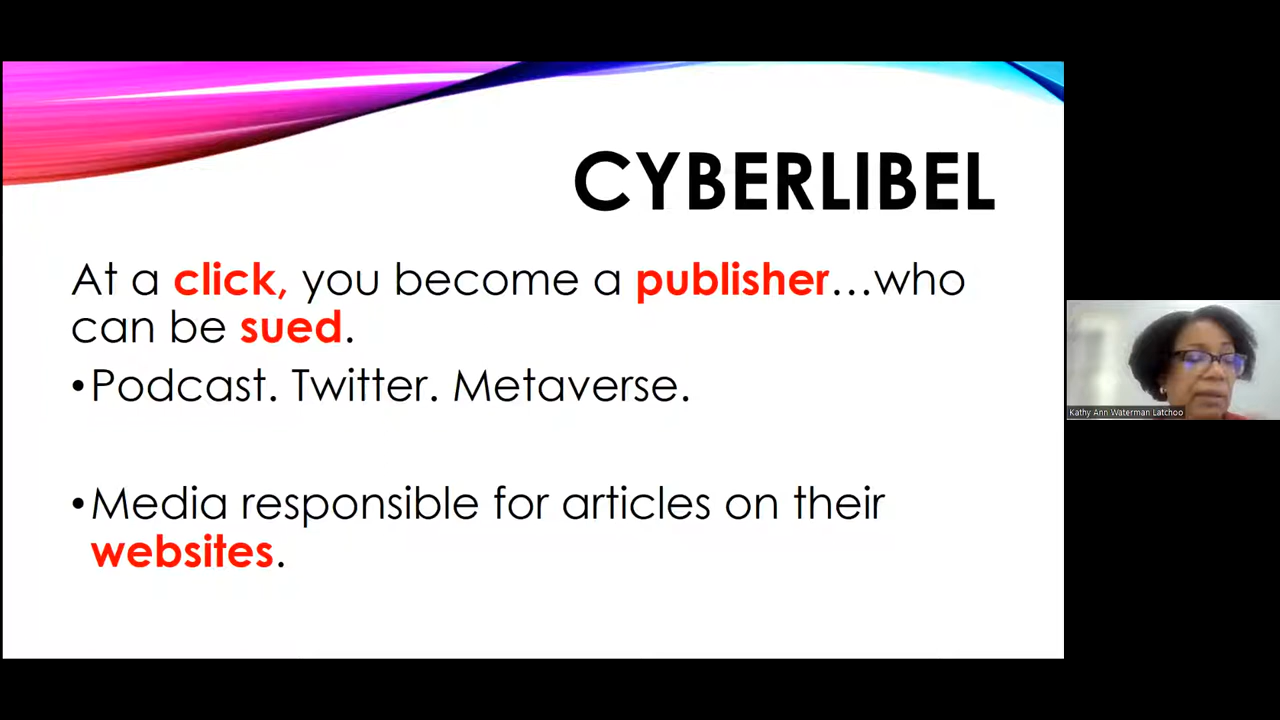 CYBERLIBEL
At a click, you become a publisher...who
can be sued.
•Podcast. Twitter. Metaverse.
•Media responsible for articles on their
websites.
Kathy Ann Waterman Latchoo